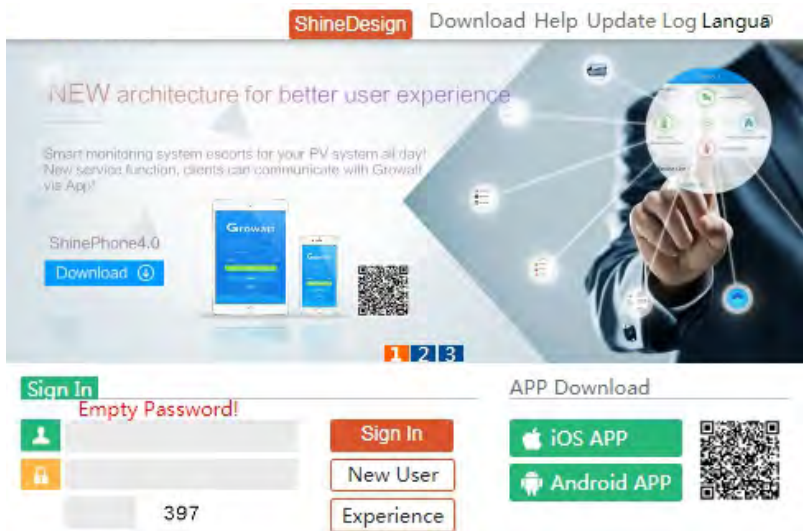 ShineDesign Download Help Update Log Langua
NEW architecture for better user experience
Smart monitoring system escorts for your PV system all day!
New service function, clients can communicate with Growatt
via App!
Growatt
ShinePhone4.0
Download
1 2 3
Sign In
APP Download
Empty Password!
Sign In
iOS APP
New User
Android APP
397
Experience